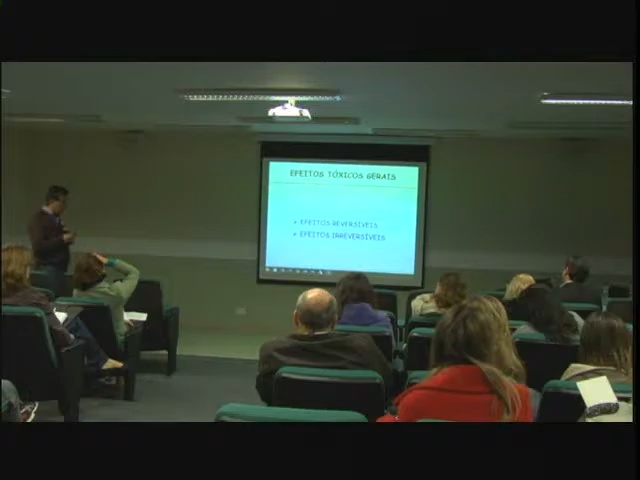 EFEITOS TÓXICOS GERAIS
• EFEITOS REVERSÍVEIS
• EFEITOS IRREVERSÍVEIS